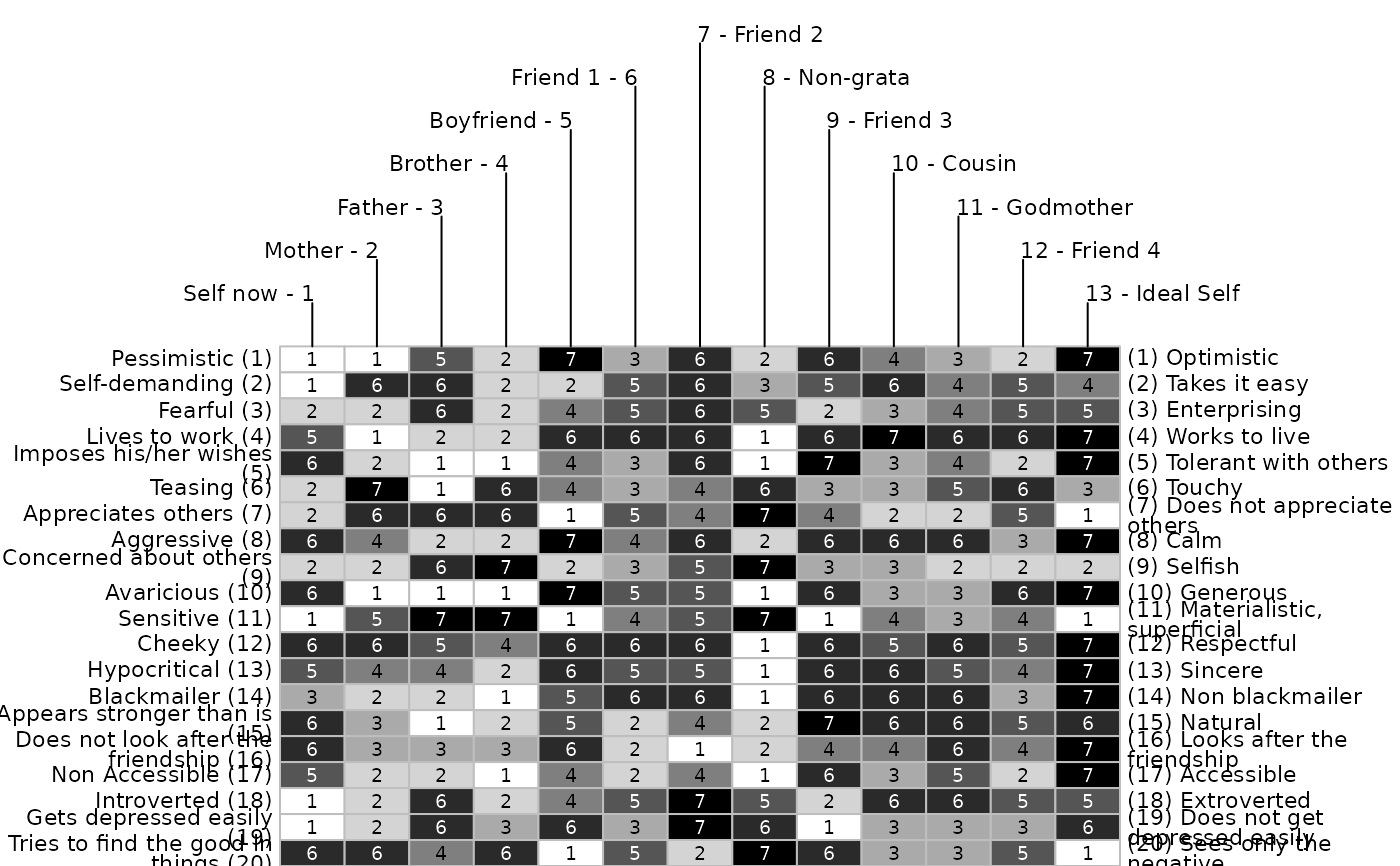 7 - Friend 2
Friend 1 - 6
8 - Non-grata
Boyfriend - 5
9 - Friend 3
Brother - 4
10 - Cousin
Father - 3
11 - Godmother
Mother - 2
12 - Friend 4
Self now - 1
13 - Ideal Self
Pessimistic (1) 1 1 5 2 7 3 6 2 6 4 3 2 7 (1) Optimistic
Self-demanding (2) 1 6 6 2 2 5 6 3 5 6 4 5 4 (2) Takes it easy
Fearful (3) 2 2 6 2 4 5 6 5 2 3 4 5 5 (3) Enterprising
Lives to work (4) 5 1 2 2 6 6 6 1 6 7 6 6 7 (4) Works to live
Imposes his/her wishes
(5) 6 2 1 1 4 3 6 1 7 3 4 2 7 (5) Tolerant with others
Teasing (6) 2 7 1 6 4 3 4 6 3 3 5 6 3 (6) Touchy
Appreciates others (7) 2 6 6 6 1 5 4 7 4 2 2 5 1 (7) Does not appreciate
others
Aggressive (8) 6 4 2 2 7 4 6 2 6 6 6 3 7 (8) Calm
Concerned about others
(9) 2 2 6 7 2 3 5 7 3 3 2 2 2 (9) Selfish
Avaricious (10) 6 1 1 1 7 5 5 1 6 3 3 6 7 (10) Generous
Sensitive (11) 1 5 7 7 1 4 5 7 1 4 3 4 1 (11) Materialistic,
superficial
Cheeky (12) 6 6 5 4 6 6 6 1 6 5 6 5 7 (12) Respectful
Hypocritical (13) 5 4 4 2 6 5 5 1 6 6 5 4 7 (13) Sincere
Blackmailer (14) 3 2 2 1 5 6 6 1 6 6 6 3 7 (14) Non blackmailer
Appears stronger than is
(15) 6 3 1 2 5 2 4 2 7 6 6 5 6 (15) Natural
Does not look after the
friendship (16) 6 3 3 3 6 2 1 2 4 4 6 4 7 (16) Looks after the
friendship
Non Accessible (17) 5 2 2 1 4 2 4 1 6 3 5 2 7 (17) Accessible
Introverted (18) 1 2 6 2 4 5 7 5 2 6 6 5 5 (18) Extroverted
Gets depressed easily
(19) 1 2 6 3 6 3 7 6 1 3 3 3 6 (19) Does not get
depressed easily
Tries to find the good in
things (20) 6 6 4 6 1 5 2 7 6 3 3 5 1 (20) Sees only the
negative